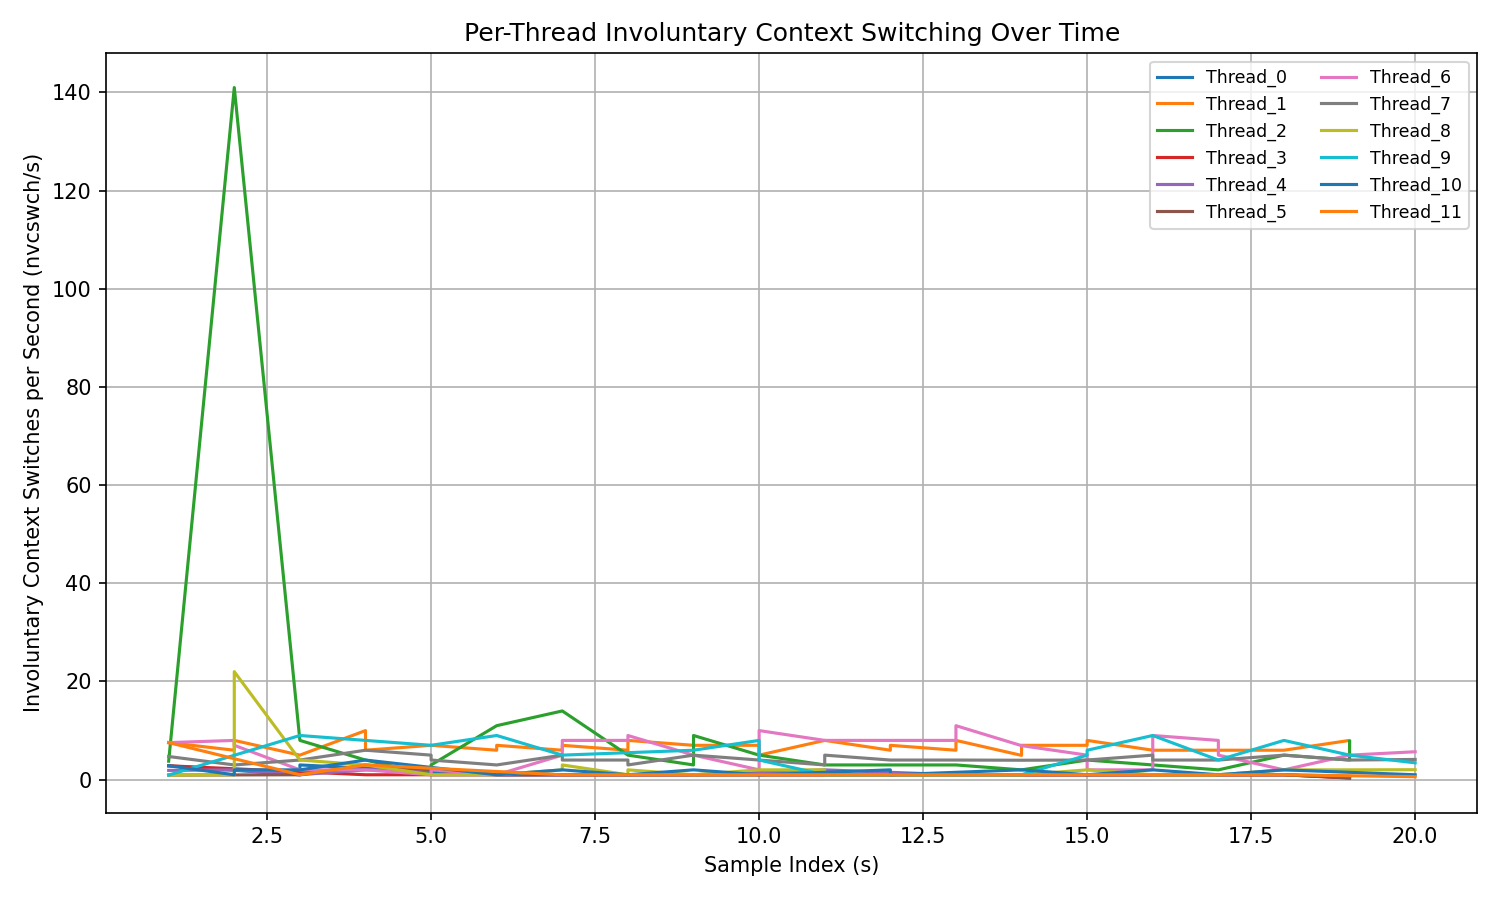 Per-Thread Involuntary Context Switching Over Time
Involuntary Context Switches per Second (nvcswch/s)
140
120
100
80
60
40
20
0
Thread_0
Thread_1
Thread_2
Thread_3
Thread_4
Thread_5
Thread_6
Thread_7
Thread_8
Thread_9
Thread_10
Thread_11
2.5 5.0 7.5 10.0 12.5 15.0 17.5 20.0
Sample Index (s)